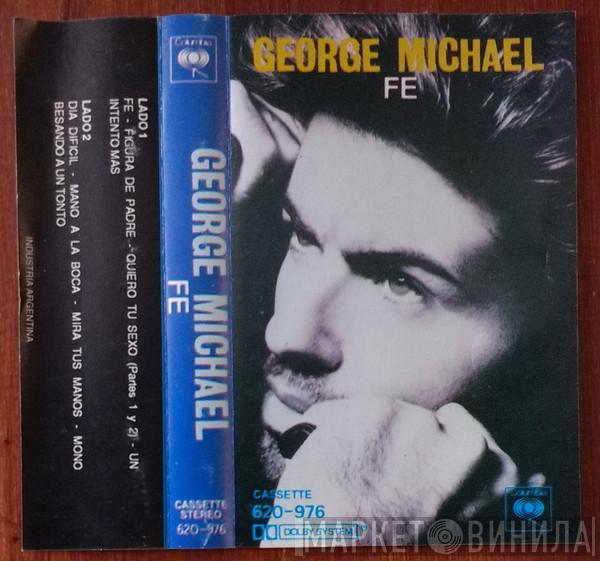 LADO 1
FE - FIGURA DE PADRE - QUIERO TU SEXO (Partes 1 y 2) - UN
INTENTO MAS
LADO 2
DIA DIFICIL - MANO A LA BOCA - MIRA TUS MANOS - MONO
BESANDO A UN TONTO
INDUSTRIA ARGENTINA
Columbia
GEORGE MICHAEL
FE
CASSETTE
STEREO
620-976
GEORGE MICHAEL
FE
CASSETTE
620-976
DOLBY SYSTEM
Columbia
МАРКЕТ ВИНИЛА